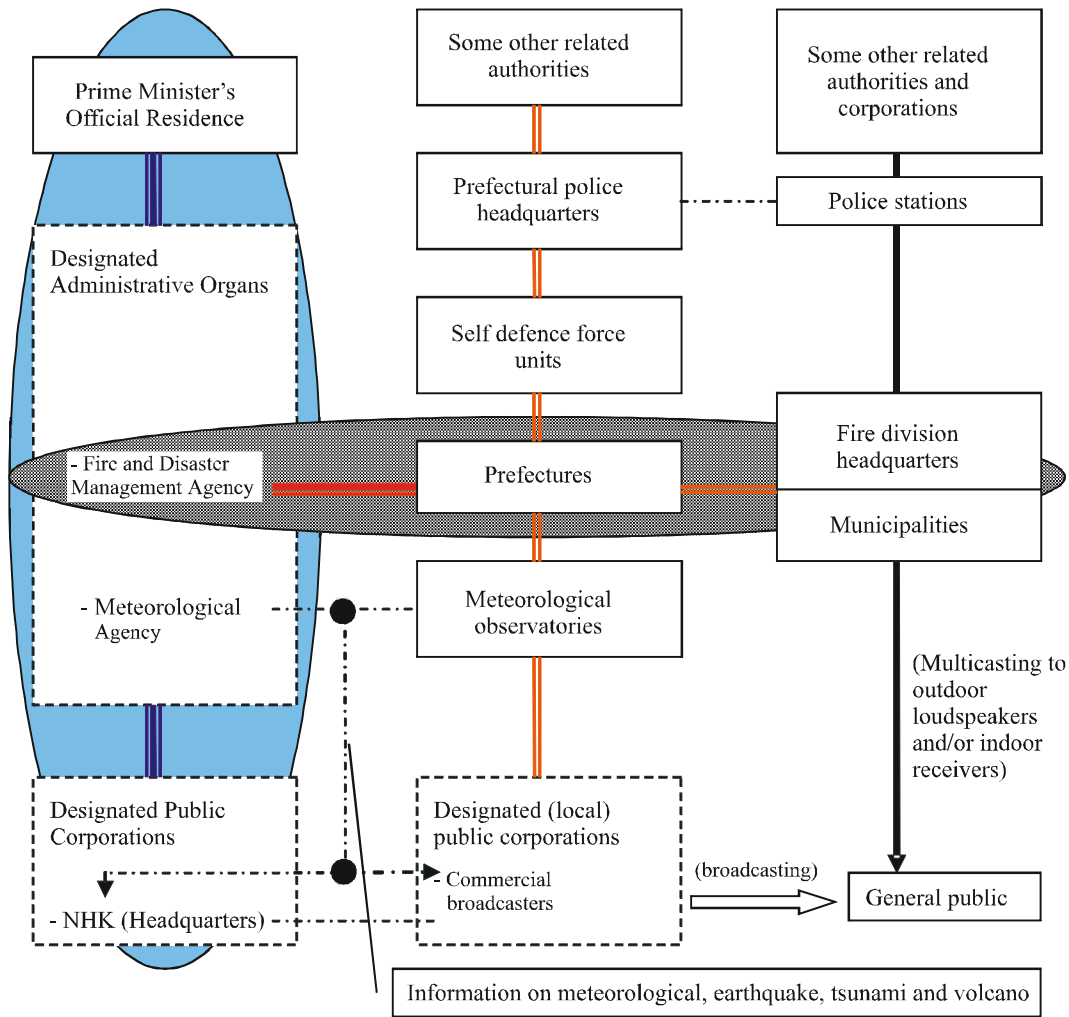 Prime Minister's
Official Residence
Designated
Administrative Organs
- Fire and Disaster
Management Agency
- Meteorological
Agency
Designated Public
Corporations
- NHK (Headquarters)
Some other related
authorities
Prefectural police
headquarters
Self defence force
units
Prefectures
Meteorological
observatories
Designated (local)
public corporations
- Commercial
broadcasters
(broadcasting)
Some other related
authorities and
corporations
Police stations
Fire division
headquarters
Municipalities
(Multicasting to
outdoor
loudspeakers
and/or indoor
receivers)
General public
Information on meteorological, earthquake, tsunami and volcano